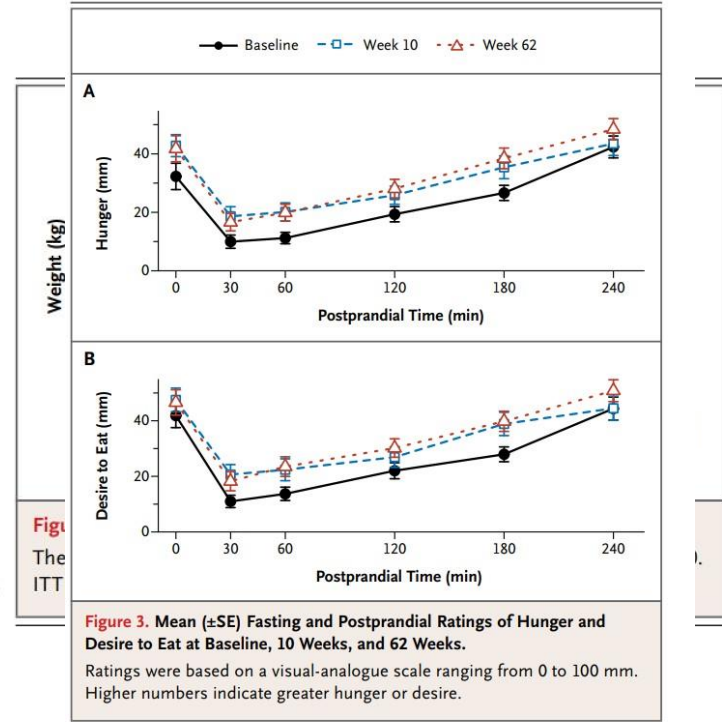 Baseline Week 10 Week 62
A
Hunger (mm)
40
20
0
0 30 60 120 180 240
Postprandial Time (min)
B
Desire to Eat (mm)
40
20
0
0 30 60 120 180 240
Postprandial Time (min)
Figure 3. Mean (±SE) Fasting and Postprandial Ratings of Hunger and
Desire to Eat at Baseline, 10 Weeks, and 62 Weeks.
Ratings were based on a visual-analogue scale ranging from 0 to 100 mm.
Higher numbers indicate greater hunger or desire.
Weight (kg)
The
ITT